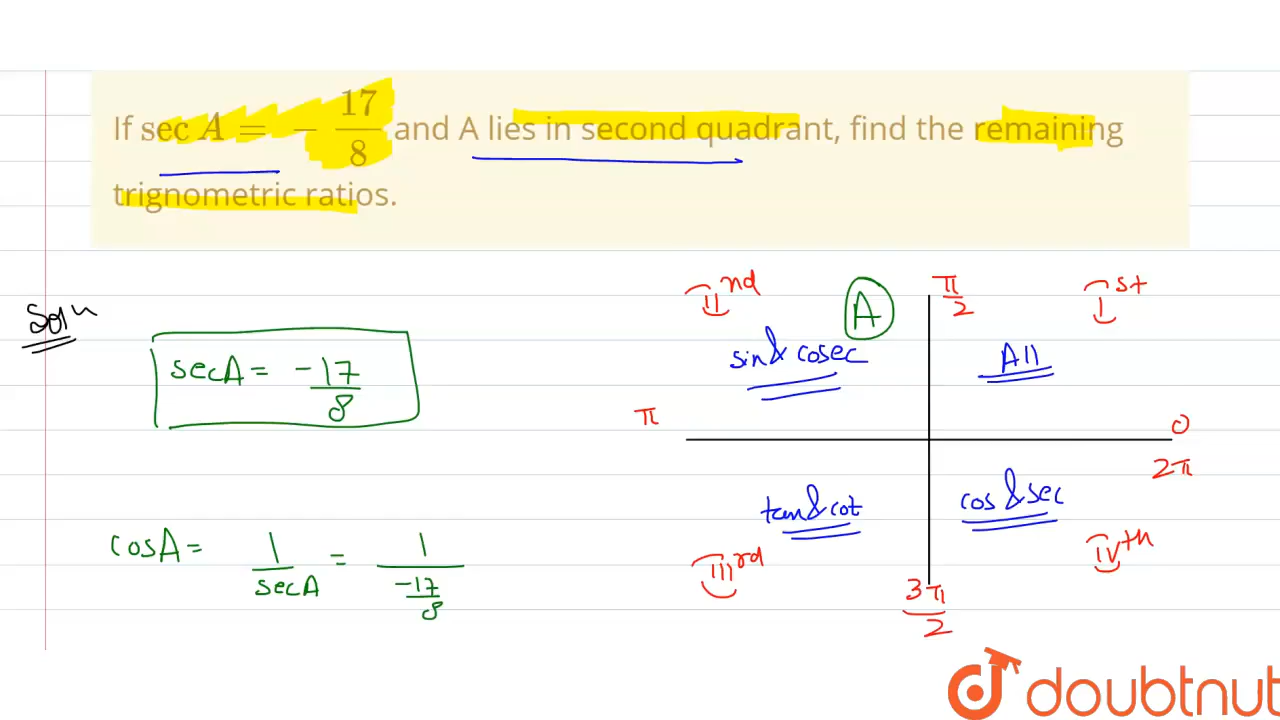 If sec A = − 17/8 and A lies in second quadrant, find the remaining
trignometric ratios.
Soln
secA = -17/8
cosA = 1/secA = 1/(-17/8)
IInd
A
π/2
Ist
sin & cosec
All
π
0
2π
tan & cot
cos & sec
IIIrd
3π/2
IVth
doubtnut